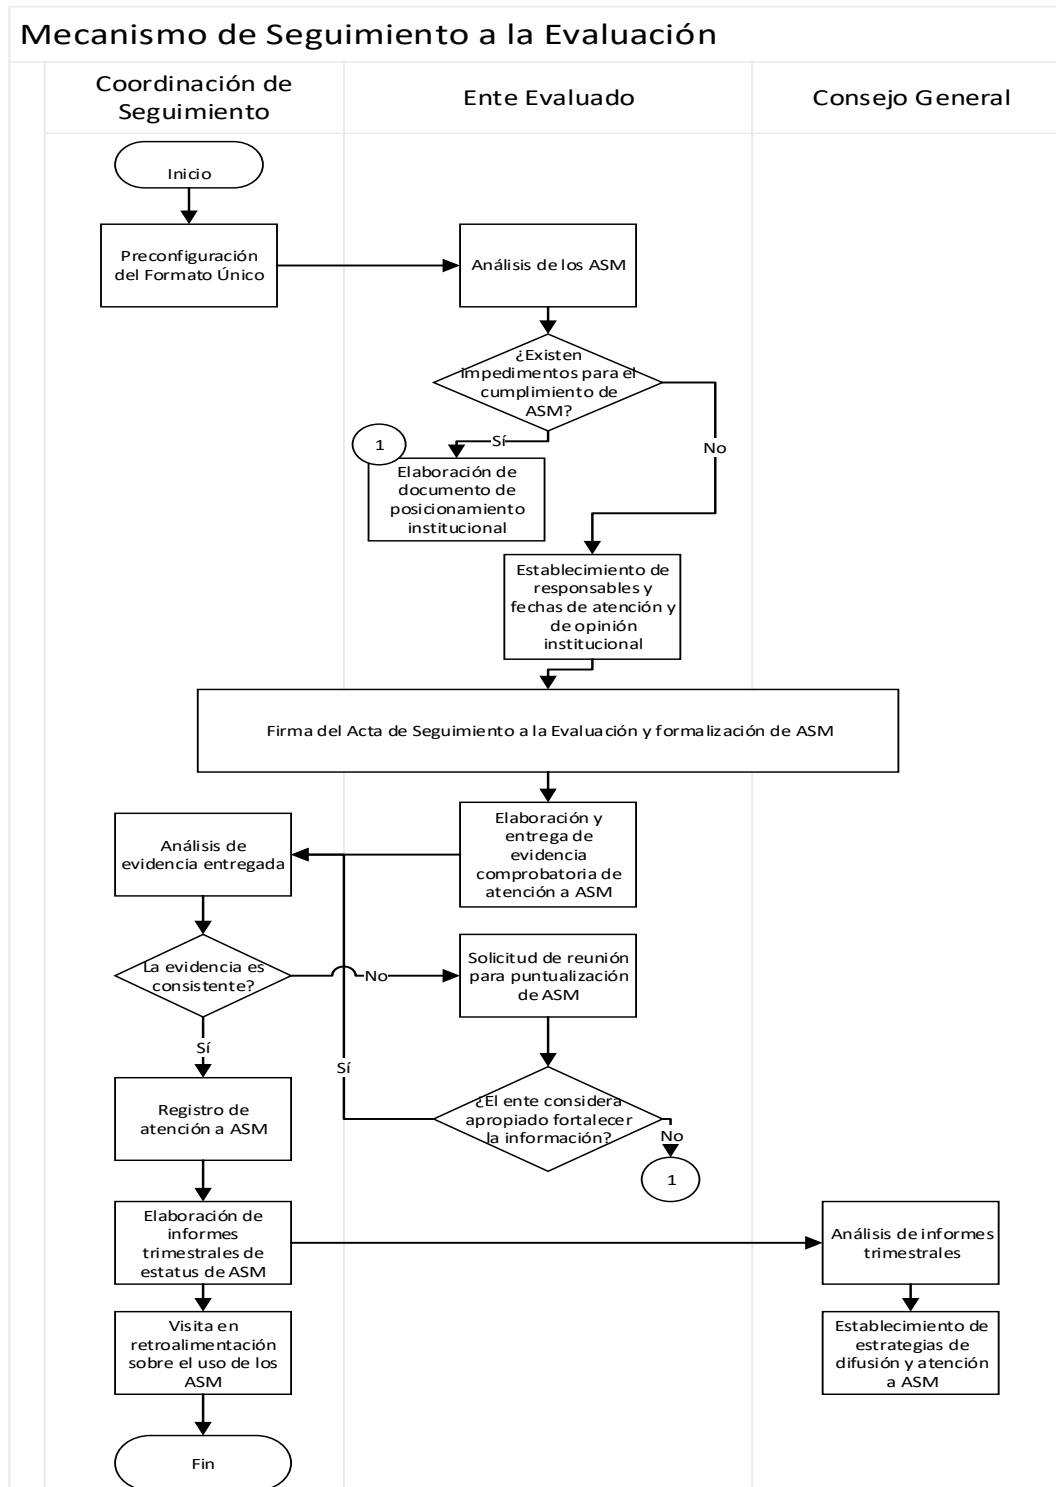 Mecanismo de Seguimiento a la Evaluación
Coordinación de
Seguimiento
Ente Evaluado
Consejo General
Inicio
Preconfiguración
del Formato Único
Análisis de los ASM
¿Existen
impedimentos para el
cumplimiento de
ASM?
Sí
No
1
Elaboración de
documento de
posicionamiento
institucional
Establecimiento de
responsables y
fechas de atención y
de opinión
institucional
Firma del Acta de Seguimiento a la Evaluación y formalización de ASM
Elaboración y
entrega de
evidencia
comprobatoria de
atención a ASM
Análisis de
evidencia entregada
La evidencia es
consistente?
No
Solicitud de reunión
para puntualización
de ASM
Sí
Sí
¿El ente considera
apropiado fortalecer
la información?
No
1
Registro de
atención a ASM
Elaboración de
informes
trimestrales de
estatus de ASM
Análisis de informes
trimestrales
Visita en
retroalimentación
sobre el uso de los
ASM
Establecimiento de
estrategias de
difusión y atención
a ASM
Fin